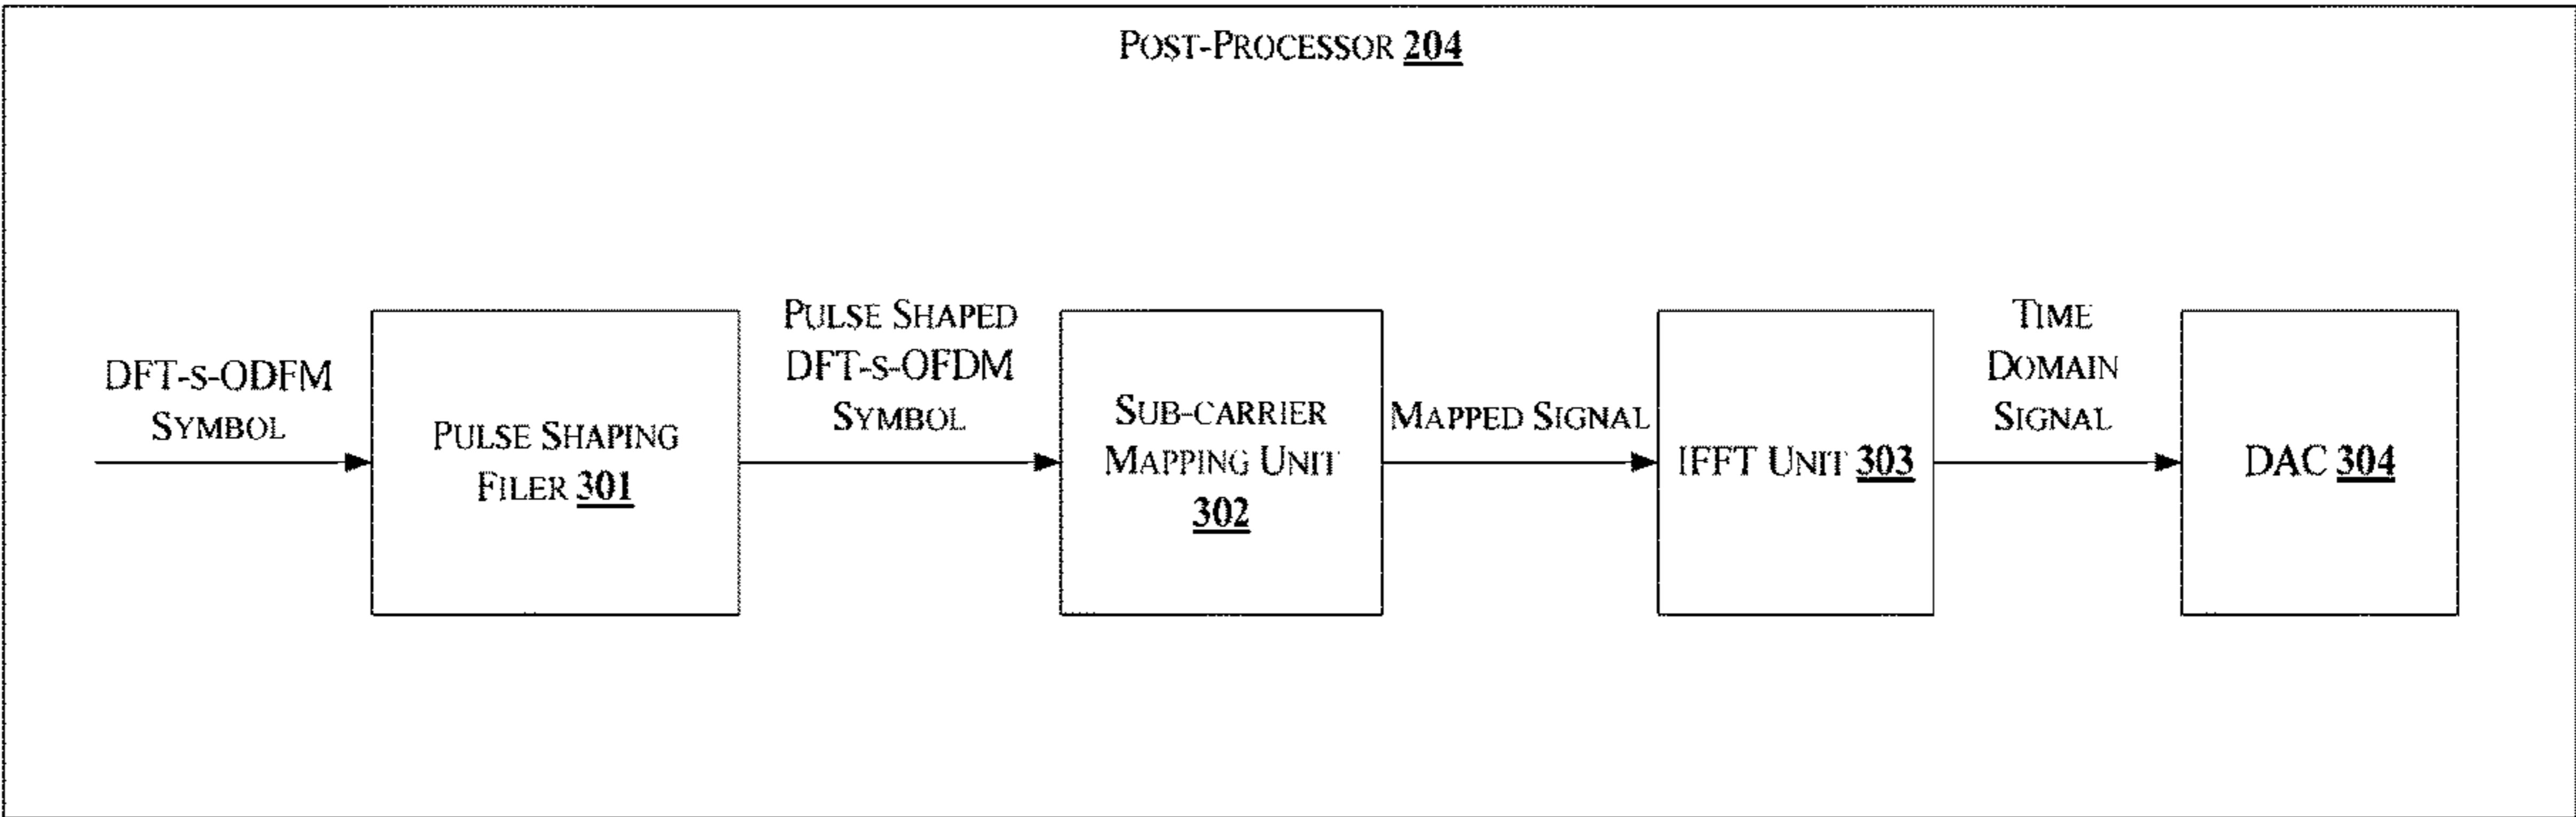 POST-PROCESSOR 204
DFT-S-ODFM
SYMBOL
PULSE SHAPING
FILER 301
PULSE SHAPED
DFT-S-OFDM
SYMBOL
SUB-CARRIER
MAPPING UNIT
302
MAPPED SIGNAL
IFFT UNIT 303
TIME
DOMAIN
SIGNAL
DAC 304